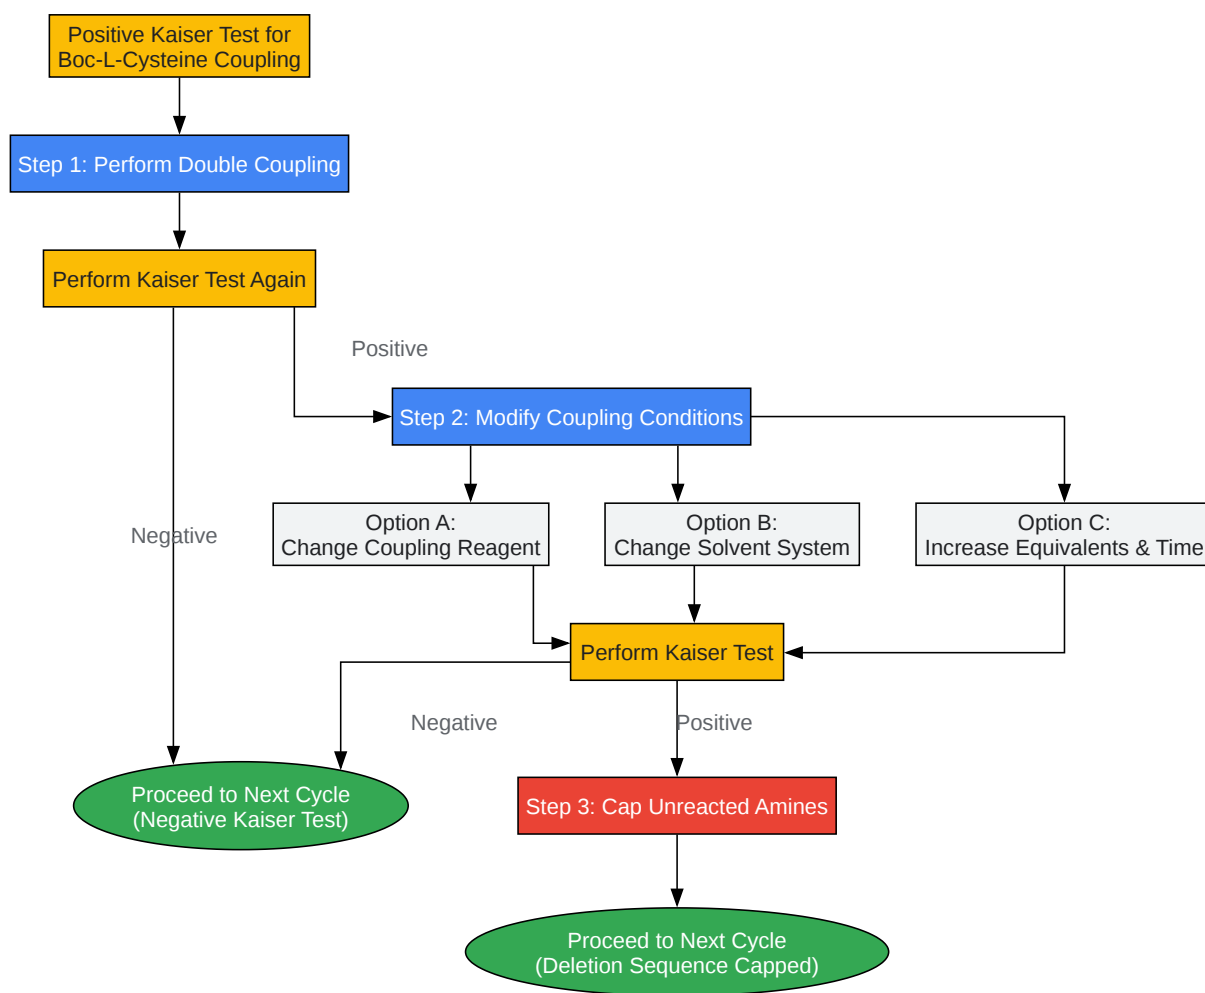 Positive Kaiser Test for
Boc-L-Cysteine Coupling
Step 1: Perform Double Coupling
Perform Kaiser Test Again
Positive
Step 2: Modify Coupling Conditions
Negative
Option A:
Change Coupling Reagent
Option B:
Change Solvent System
Option C:
Increase Equivalents & Time
Perform Kaiser Test
Negative
Positive
Proceed to Next Cycle
(Negative Kaiser Test)
Step 3: Cap Unreacted Amines
Proceed to Next Cycle
(Deletion Sequence Capped)